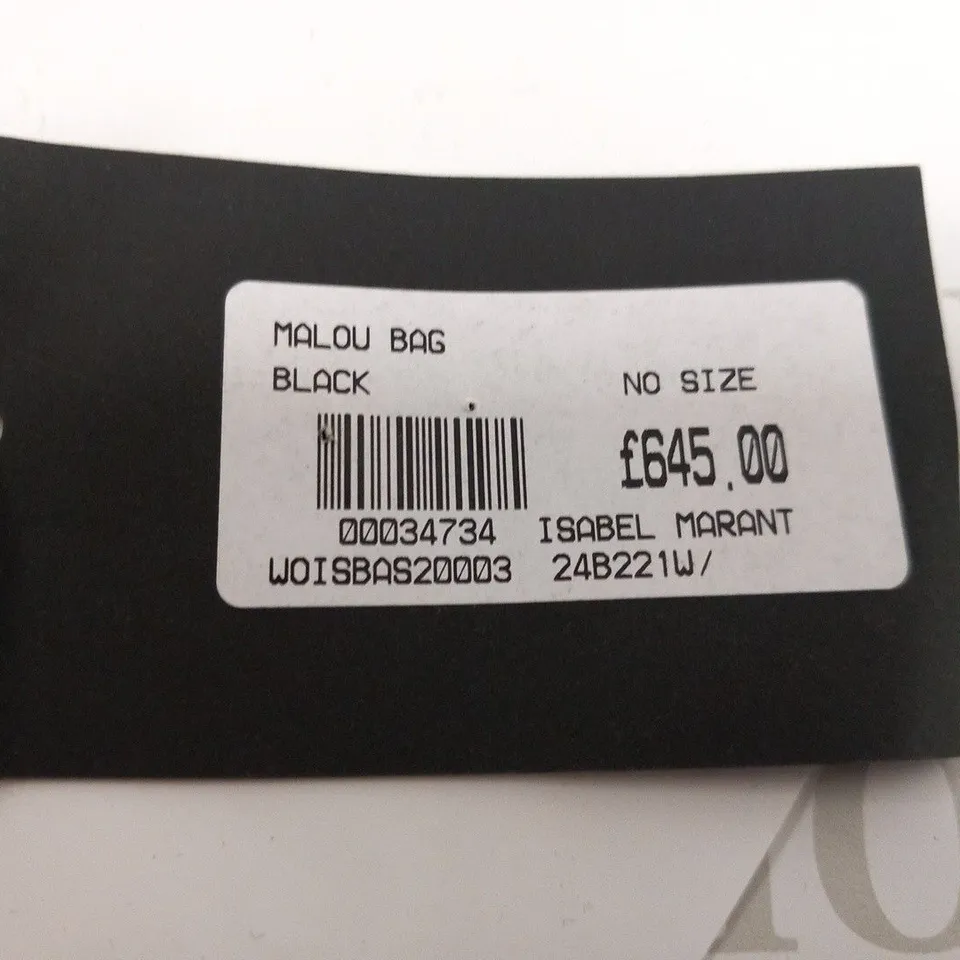 MALOU BAG
BLACK NO SIZE
£645.00
00034734 ISABEL MARANT
WOISBAS20003 24B221W/